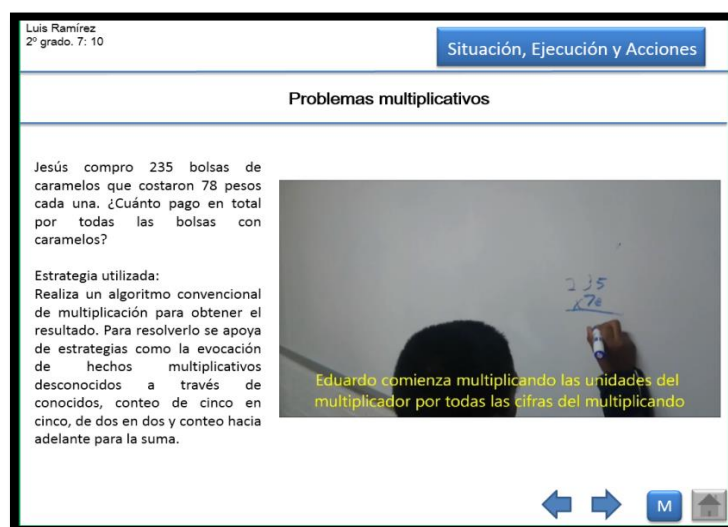 Luis Ramírez
2º grado. 7: 10
Situación, Ejecución y Acciones
Problemas multiplicativos
Jesús compro 235 bolsas de
caramelos que costaron 78 pesos
cada una. ¿Cuánto pago en total
por todas las bolsas con
caramelos?
Estrategia utilizada:
Realiza un algoritmo convencional
de multiplicación para obtener el
resultado. Para resolverlo se apoya
de estrategias como la evocación
de hechos multiplicativos
desconocidos a través de
conocidos, conteo de cinco en
cinco, de dos en dos y conteo hacia
adelante para la suma.
235
x78
Eduardo comienza multiplicando las unidades del
multiplicador por todas las cifras del multiplicando
M